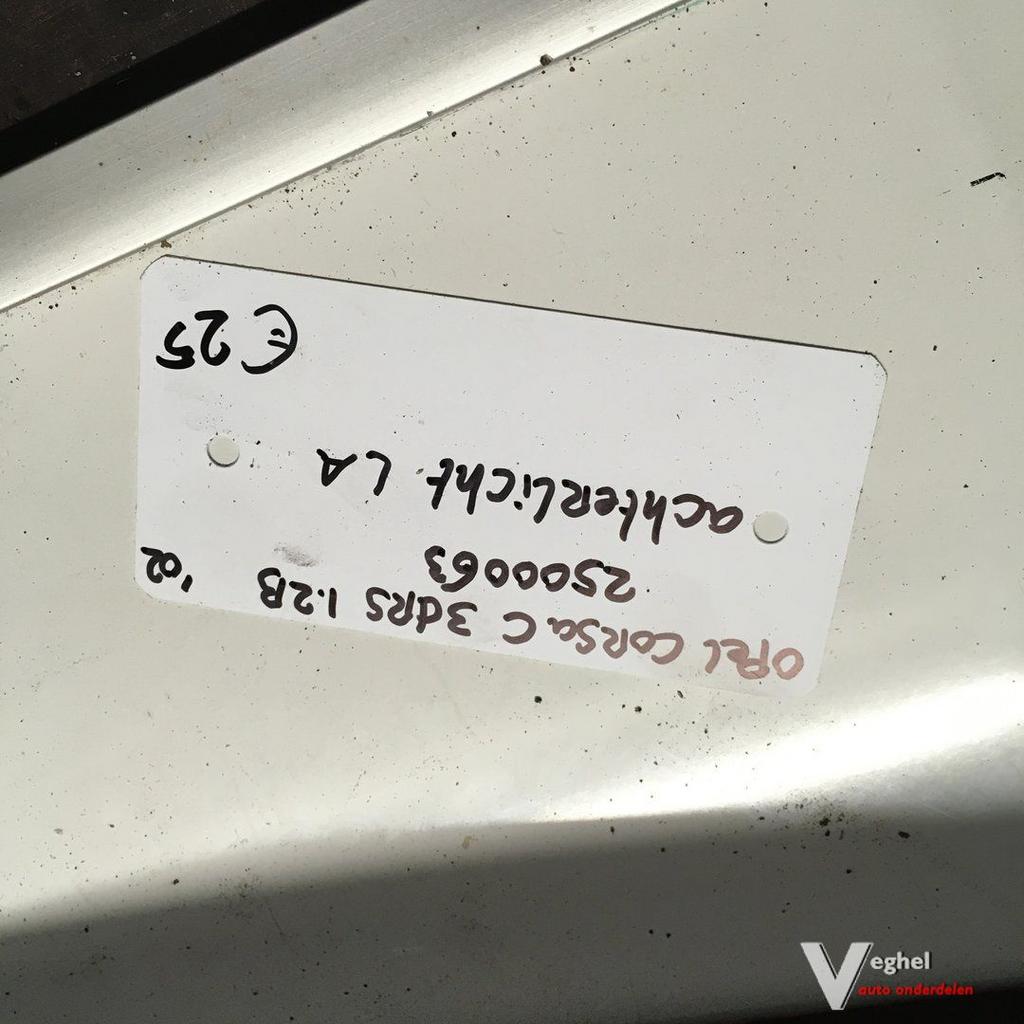 OPEL CORSA C 3dRS 1.2B '02
2500063
achterlicht LA
€25
Veghel
auto onderdelen